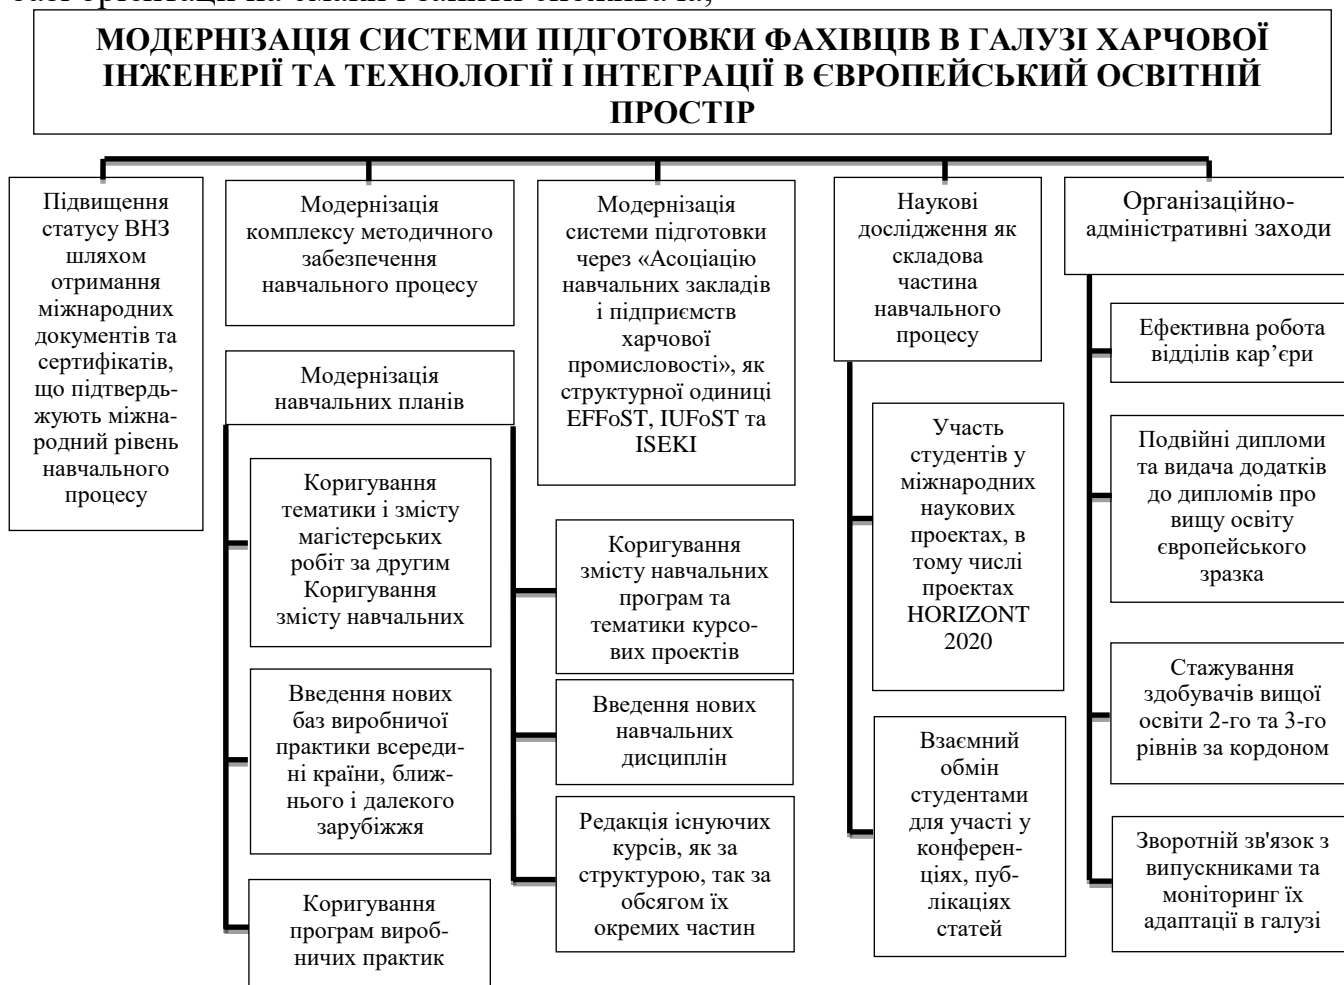 МОДЕРНІЗАЦІЯ СИСТЕМИ ПІДГОТОВКИ ФАХІВЦІВ В ГАЛУЗІ ХАРЧОВОЇ
ІНЖЕНЕРІЇ ТА ТЕХНОЛОГІЇ І ІНТЕГРАЦІЇ В ЄВРОПЕЙСЬКИЙ ОСВІТНІЙ
ПРОСТІР
Підвищення
статусу ВНЗ
шляхом
отримання
міжнародних
документів та
сертифікатів,
що підтвердь-
жують міжна-
родний рівень
навчального
процесу
Модернізація
комплексу методичного
забезпечення
навчального процесу
Модернізація
навчальних планів
Коригування
тематики і змісту
магістерських
робіт за другим
Коригування
змісту навчальних
Введення нових
баз виробничої
практики всереди-
ні країни, ближ-
нього і далекого
зарубіжжя
Коригування
програм вироб-
ничих практик
Модернізація
системи підготовки
через «Асоціацію
навчальних закладів
і підприємств
харчової
промисловості», як
структурної одиниці
EFFoST, IUFoST та
ISEKI
Коригування
змісту навчальних
програм та
тематики курсо-
вих проектів
Введення нових
навчальних
дисциплін
Редакція існуючих
курсів, як за
структурою, так за
обсягом їх
окремих частин
Наукові
дослідження як
складова
частина
навчального
процесу
Участь
студентів у
міжнародних
наукових
проектах, в
тому числі
проектах
HORIZONT
2020
Взаємний
обмін
студентами
для участі у
конферен-
ціях, пуб-
лікаціях
статей
Організаційно-
адміністративні заходи
Ефективна робота
відділів кар’єри
Подвійні дипломи
та видача додатків
до дипломів про
вищу освіту
європейського
зразка
Стажування
здобувачів вищої
освіти 2-го та 3-го
рівнів за кордоном
Зворотній зв'язок з
випускниками та
моніторинг їх
адаптації в галузі